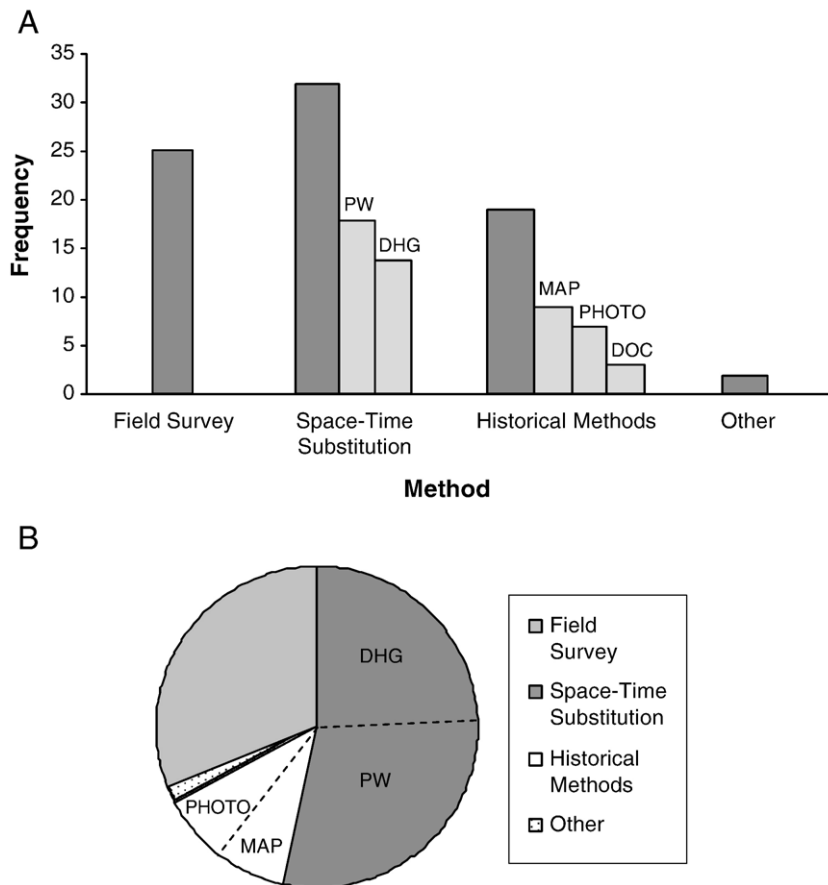 A
35
30
25
20
15
10
5
0
Frequency
PW
DHG
MAP
PHOTO
DOC
Field Survey
Space-Time
Substitution
Historical Methods
Other
Method
B
DHG
PW
MAP
PHOTO
Field
Survey
Space-Time
Substitution
Historical
Methods
Other